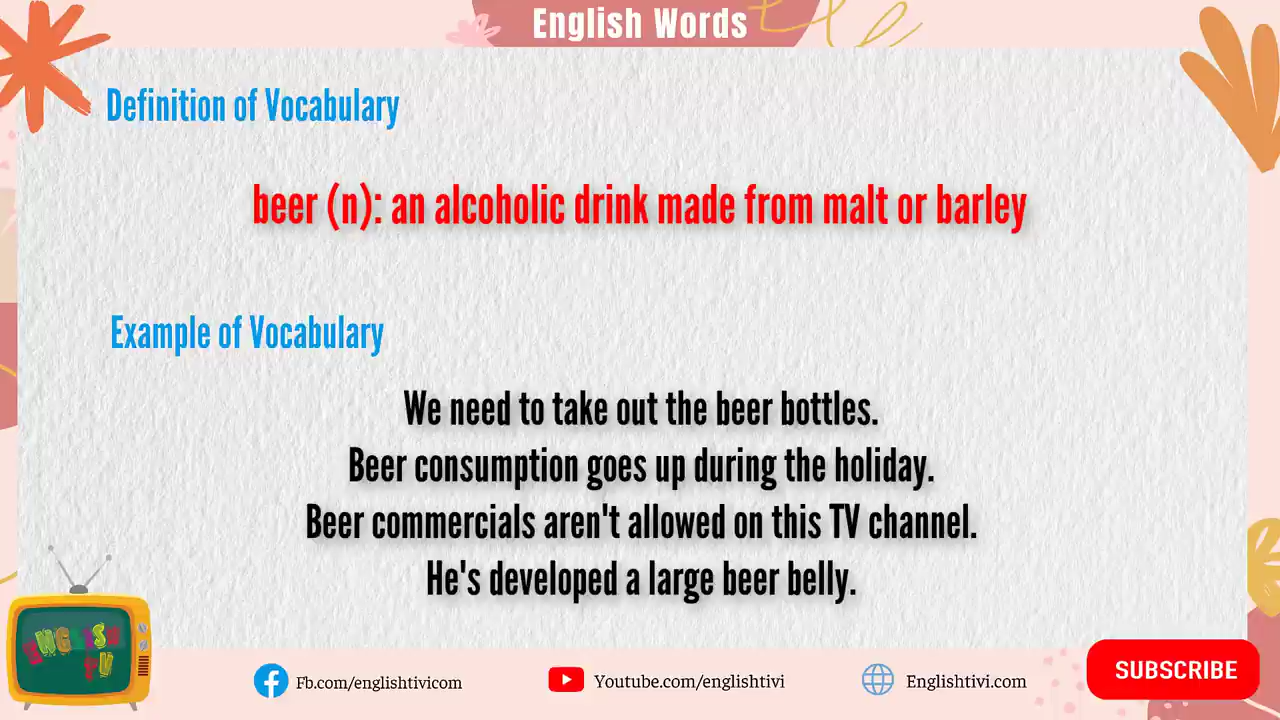 English Words
Definition of Vocabulary
beer (n): an alcoholic drink made from malt or barley
Example of Vocabulary
We need to take out the beer bottles.
Beer consumption goes up during the holiday.
Beer commercials aren't allowed on this TV channel.
He's developed a large beer belly.
ENGLISH
TV
Fb.com/englishtivicom
Youtube.com/englishtivi
Englishtivi.com
SUBSCRIBE